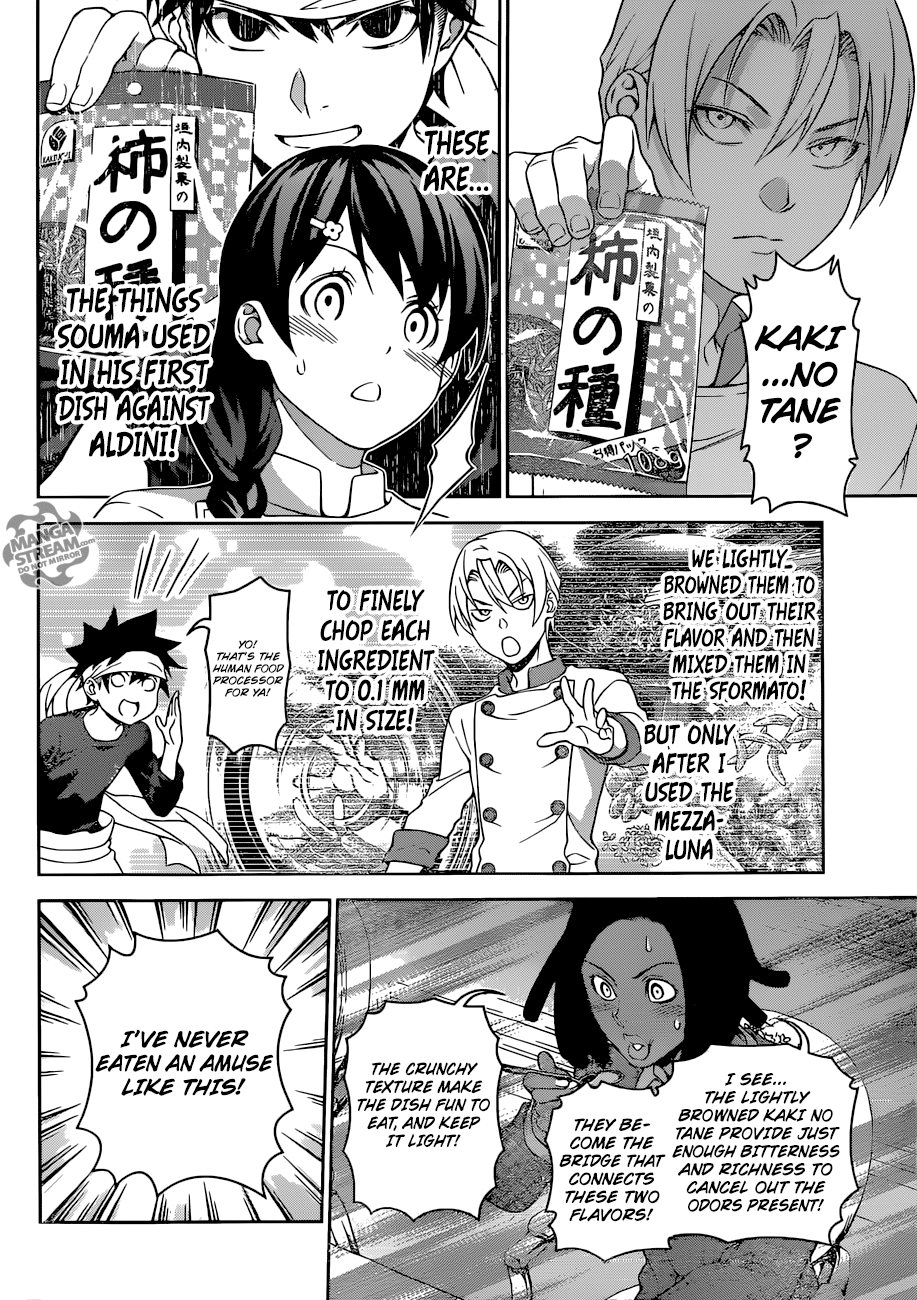 KAKI
...NO
TANE
?
垣内製菓の
柿の種
108g
THESE
ARE...
垣内製菓の
柿の種
THE THINGS
SOUMA USED
IN HIS FIRST
DISH AGAINST
ALDINI!
WE LIGHTLY
BROWNED THEM TO
BRING OUT THEIR
FLAVOR AND THEN
MIXED THEM IN
THE SFORMATO!
BUT ONLY
AFTER I
USED THE
MEZZA-
LUNA
TO FINELY
CHOP EACH
INGREDIENT
TO 0.1 MM
IN SIZE!
YO!
THAT'S THE
HUMAN FOOD
PROCESSOR
FOR YA!
MANGA
STREAM.com
DO NOT MIRROR
I SEE...
THE LIGHTLY
BROWNED KAKI NO
TANE PROVIDE JUST
ENOUGH BITTERNESS
AND RICHNESS TO
CANCEL OUT THE
ODORS PRESENT!
THEY BE-
COME THE
BRIDGE THAT
CONNECTS
THESE TWO
FLAVORS!
THE CRUNCHY
TEXTURE MAKE
THE DISH FUN TO
EAT, AND KEEP
IT LIGHT!
I'VE NEVER
EATEN AN AMUSE
LIKE THIS!